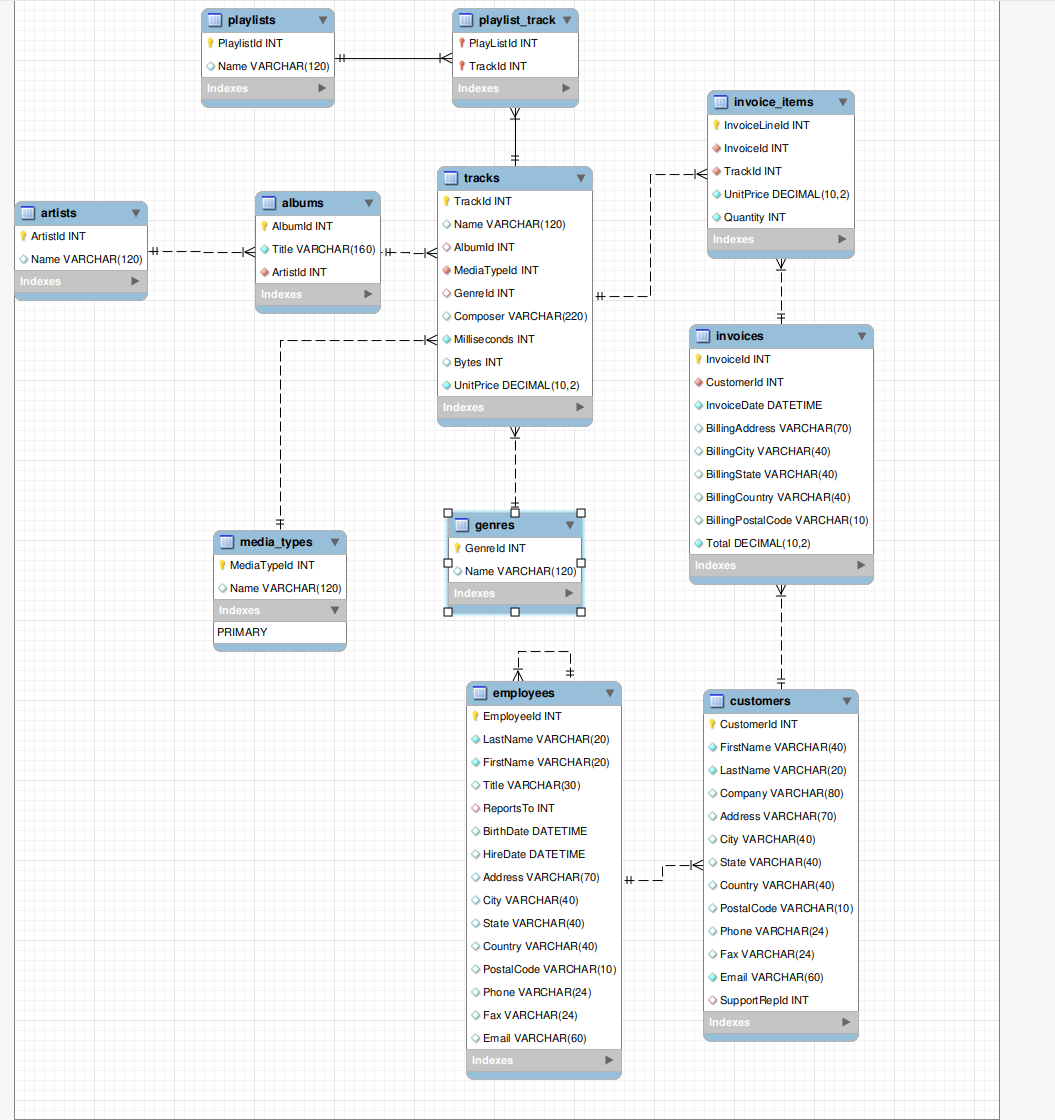 playlists
PlaylistId INT
Name VARCHAR(120)
Indexes
playlist_track
PlayListId INT
TrackId INT
Indexes
invoice_items
InvoiceLineId INT
InvoiceId INT
TrackId INT
UnitPrice DECIMAL(10,2)
Quantity INT
Indexes
artists
ArtistId INT
Name VARCHAR(120)
Indexes
albums
AlbumId INT
Title VARCHAR(160)
ArtistId INT
Indexes
tracks
TrackId INT
Name VARCHAR(120)
AlbumId INT
MediaTypeId INT
GenreId INT
Composer VARCHAR(220)
Milliseconds INT
Bytes INT
UnitPrice DECIMAL(10,2)
Indexes
invoices
InvoiceId INT
CustomerId INT
InvoiceDate DATETIME
BillingAddress VARCHAR(70)
BillingCity VARCHAR(40)
BillingState VARCHAR(40)
BillingCountry VARCHAR(40)
BillingPostalCode VARCHAR(10)
Total DECIMAL(10,2)
Indexes
media_types
MediaTypeId INT
Name VARCHAR(120)
Indexes
PRIMARY
genres
GenreId INT
Name VARCHAR(120)
Indexes
employees
EmployeeId INT
LastName VARCHAR(20)
FirstName VARCHAR(20)
Title VARCHAR(30)
ReportsTo INT
BirthDate DATETIME
HireDate DATETIME
Address VARCHAR(70)
City VARCHAR(40)
State VARCHAR(40)
Country VARCHAR(40)
PostalCode VARCHAR(10)
Phone VARCHAR(24)
Fax VARCHAR(24)
Email VARCHAR(60)
Indexes
customers
CustomerId INT
FirstName VARCHAR(40)
LastName VARCHAR(20)
Company VARCHAR(80)
Address VARCHAR(70)
City VARCHAR(40)
State VARCHAR(40)
Country VARCHAR(40)
PostalCode VARCHAR(10)
Phone VARCHAR(24)
Fax VARCHAR(24)
Email VARCHAR(60)
SupportRepId INT
Indexes